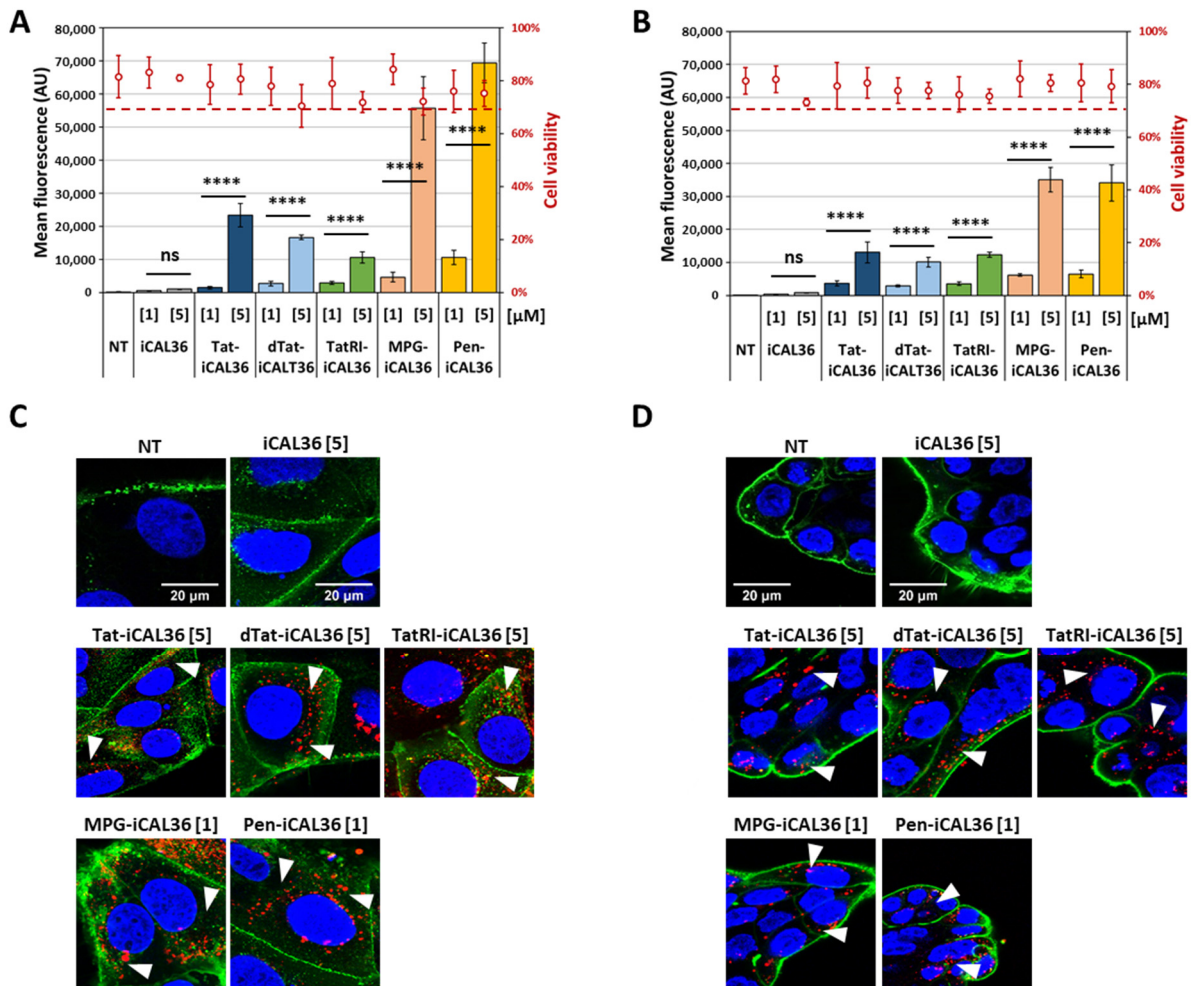 A
80,000
70,000
60,000
50,000
40,000
30,000
20,000
10,000
0
Mean fluorescence (AU)
100%
80%
60%
40%
20%
0%
Cell viability
ns
****
****
****
****
****
[1] [5] [1] [5] [1] [5] [1] [5] [1] [5] [1] [5] [µM]
NT iCAL36 Tat- dTat- TatRI- MPG- Pen-
iCAL36 iCALT36 iCAL36 iCAL36 iCAL36
B
80,000
70,000
60,000
50,000
40,000
30,000
20,000
10,000
0
Mean fluorescence (AU)
100%
80%
60%
40%
20%
0%
Cell viability
ns
****
****
****
****
****
[1] [5] [1] [5] [1] [5] [1] [5] [1] [5] [1] [5] [µM]
NT iCAL36 Tat- dTat- TatRI- MPG- Pen-
iCAL36 iCALT36 iCAL36 iCAL36 iCAL36
C
NT iCAL36 [5]
20 µm 20 µm
Tat-iCAL36 [5] dTat-iCAL36 [5] TatRI-iCAL36 [5]
MPG-iCAL36 [1] Pen-iCAL36 [1]
D
NT iCAL36 [5]
20 µm 20 µm
Tat-iCAL36 [5] dTat-iCAL36 [5] TatRI-iCAL36 [5]
MPG-iCAL36 [1] Pen-iCAL36 [1]